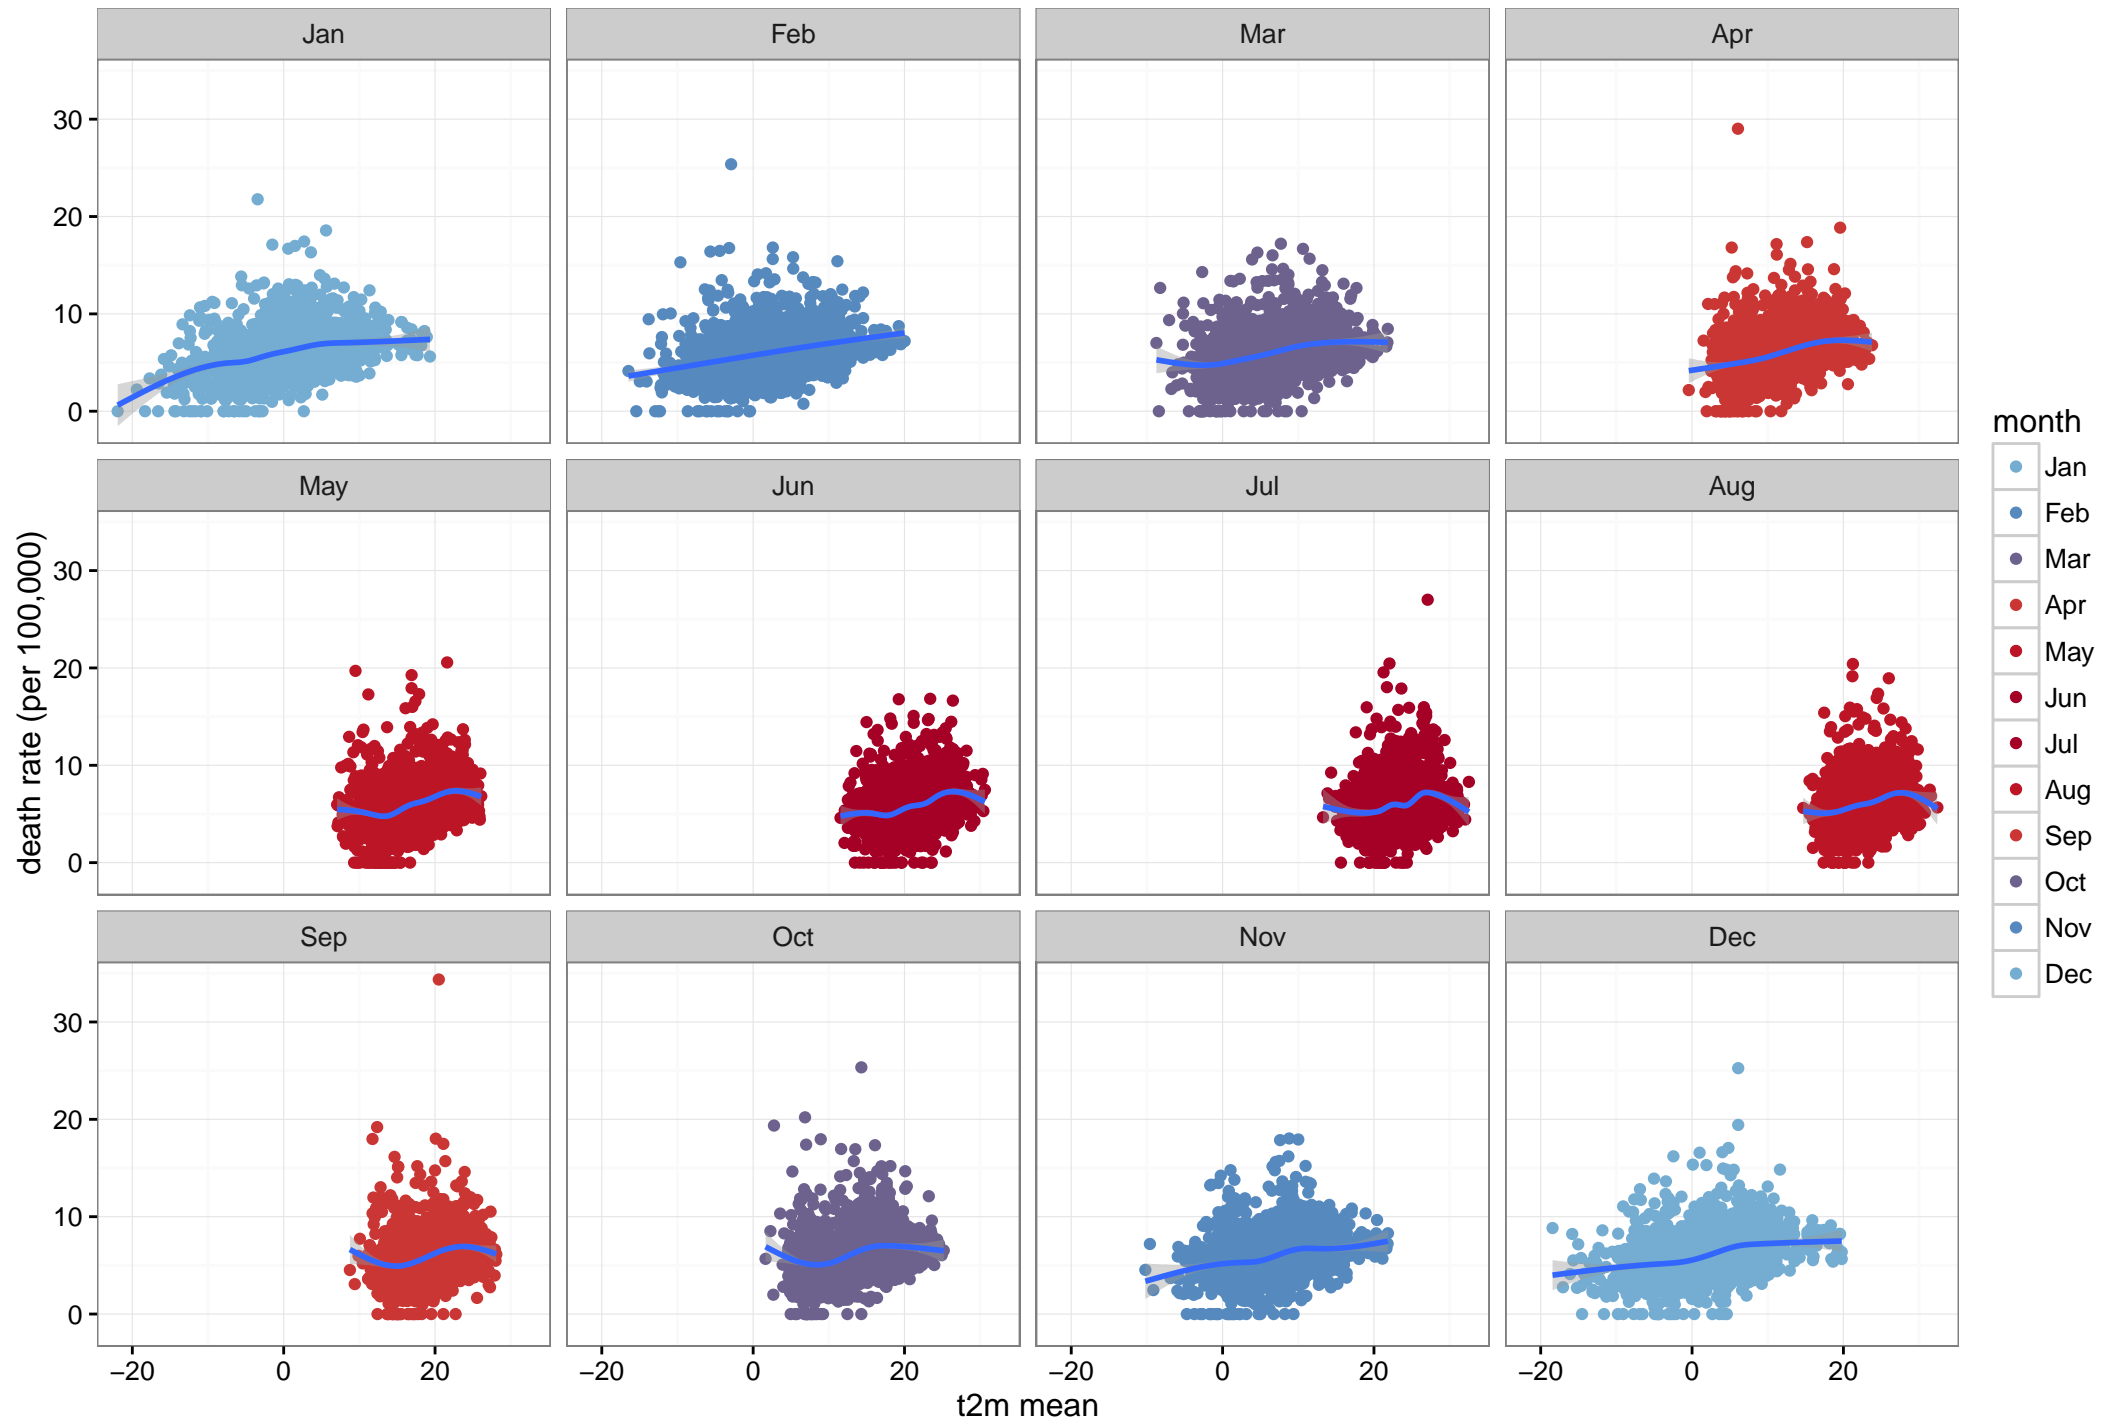 Jan Feb Mar Apr
30
20
10
0
May Jun Jul Aug
30
20
10
0
Sep Oct Nov Dec
30
20
10
0
−20 0 20 −20 0 20 −20 0 20 −20 0 20
t2m mean
death rate (per 100,000)
month
Jan
Feb
Mar
Apr
May
Jun
Jul
Aug
Sep
Oct
Nov
Dec